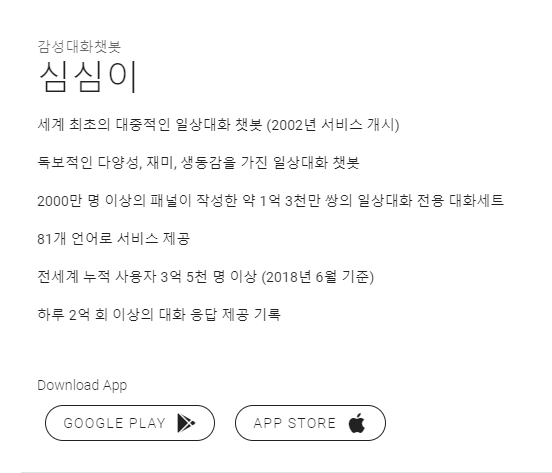 감성대화챗봇
심심이
세계 최초의 대중적인 일상대화 챗봇 (2002년 서비스 개시)
독보적인 다양성, 재미, 생동감을 가진 일상대화 챗봇
2000만 명 이상의 패널이 작성한 약 1억 3천만 쌍의 일상대화 전용 대화세트
81개 언어로 서비스 제공
전세계 누적 사용자 3억 5천 명 이상 (2018년 6월 기준)
하루 2억 회 이상의 대화 응답 제공 기록
Download App
GOOGLE PLAY APP STORE